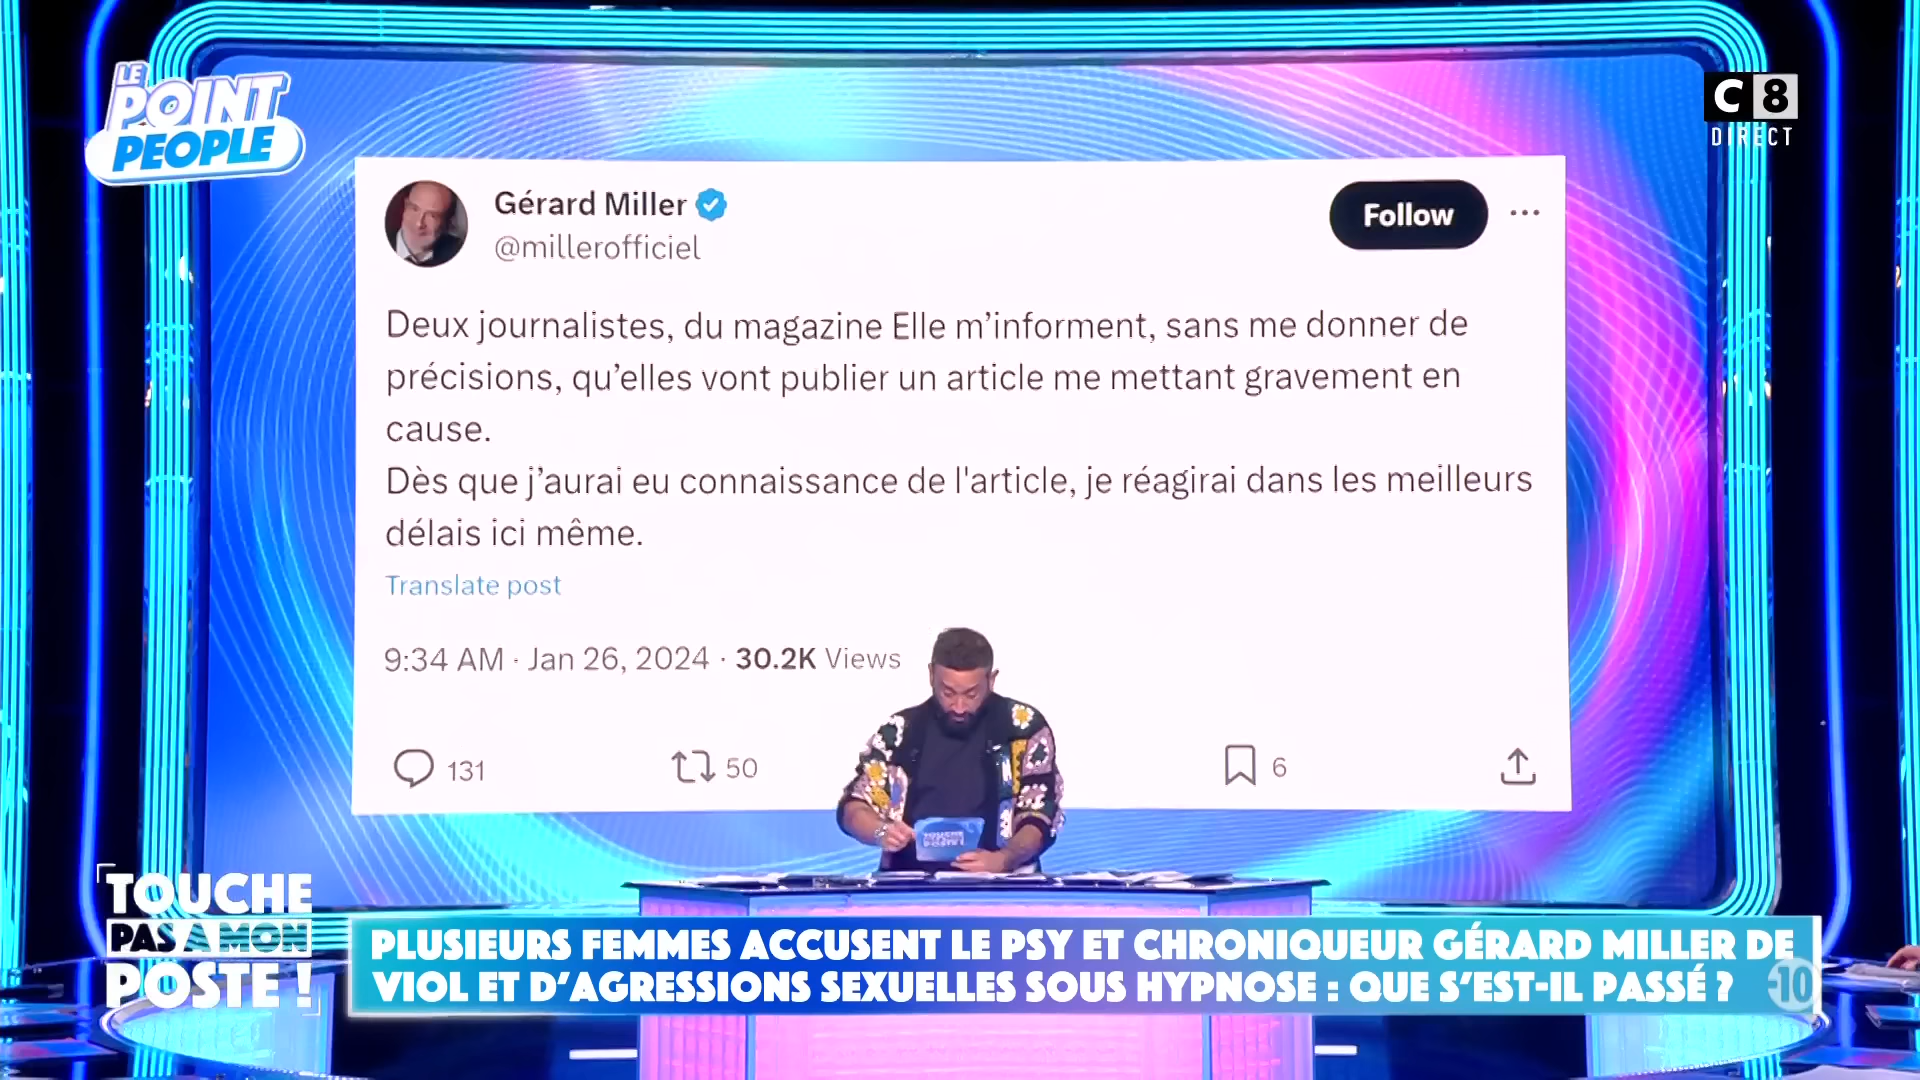 LE
POINT
PEOPLE
C8
DIRECT
Gérard Miller
@millerofficiel
Follow
Deux journalistes, du magazine Elle m’informent, sans me donner de
précisions, qu’elles vont publier un article me mettant gravement en
cause.
Dès que j’aurai eu connaissance de l'article, je réagirai dans les meilleurs
délais ici même.
Translate post
9:34 AM · Jan 26, 2024 · 30.2K Views
131
50
6
TOUCHE
PAS A MON
POSTE !
TOUCHE
PAS A MON
POSTE !
PLUSIEURS FEMMES ACCUSENT LE PSY ET CHRONIQUEUR GÉRARD MILLER DE
VIOL ET D’AGRESSIONS SEXUELLES SOUS HYPNOSE : QUE S’EST-IL PASSÉ ?
-10